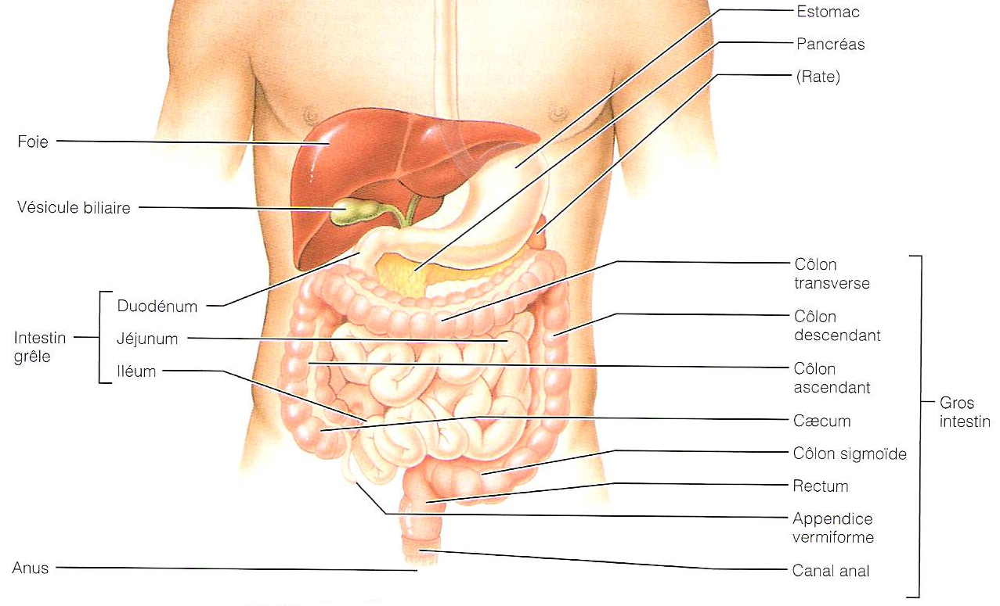 Estomac
Pancréas
(Rate)
Foie
Vésicule biliaire
Duodénum
Jéjunum
Iléum
Intestin
grêle
Côlon
transverse
Côlon
descendant
Côlon
ascendant
Cæcum
Côlon sigmoïde
Rectum
Appendice
vermiforme
Canal anal
Gros
intestin
Anus